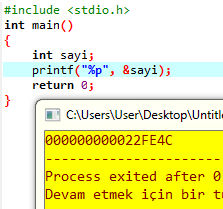 #include <stdio.h>
int main()
{
int sayi;
printf("%p", &sayi);
return 0;
}
C:\Users\User\Desktop\Untitle
000000000022FE4C
--------------------------------
Process exited after 0
Devam etmek için bir tu